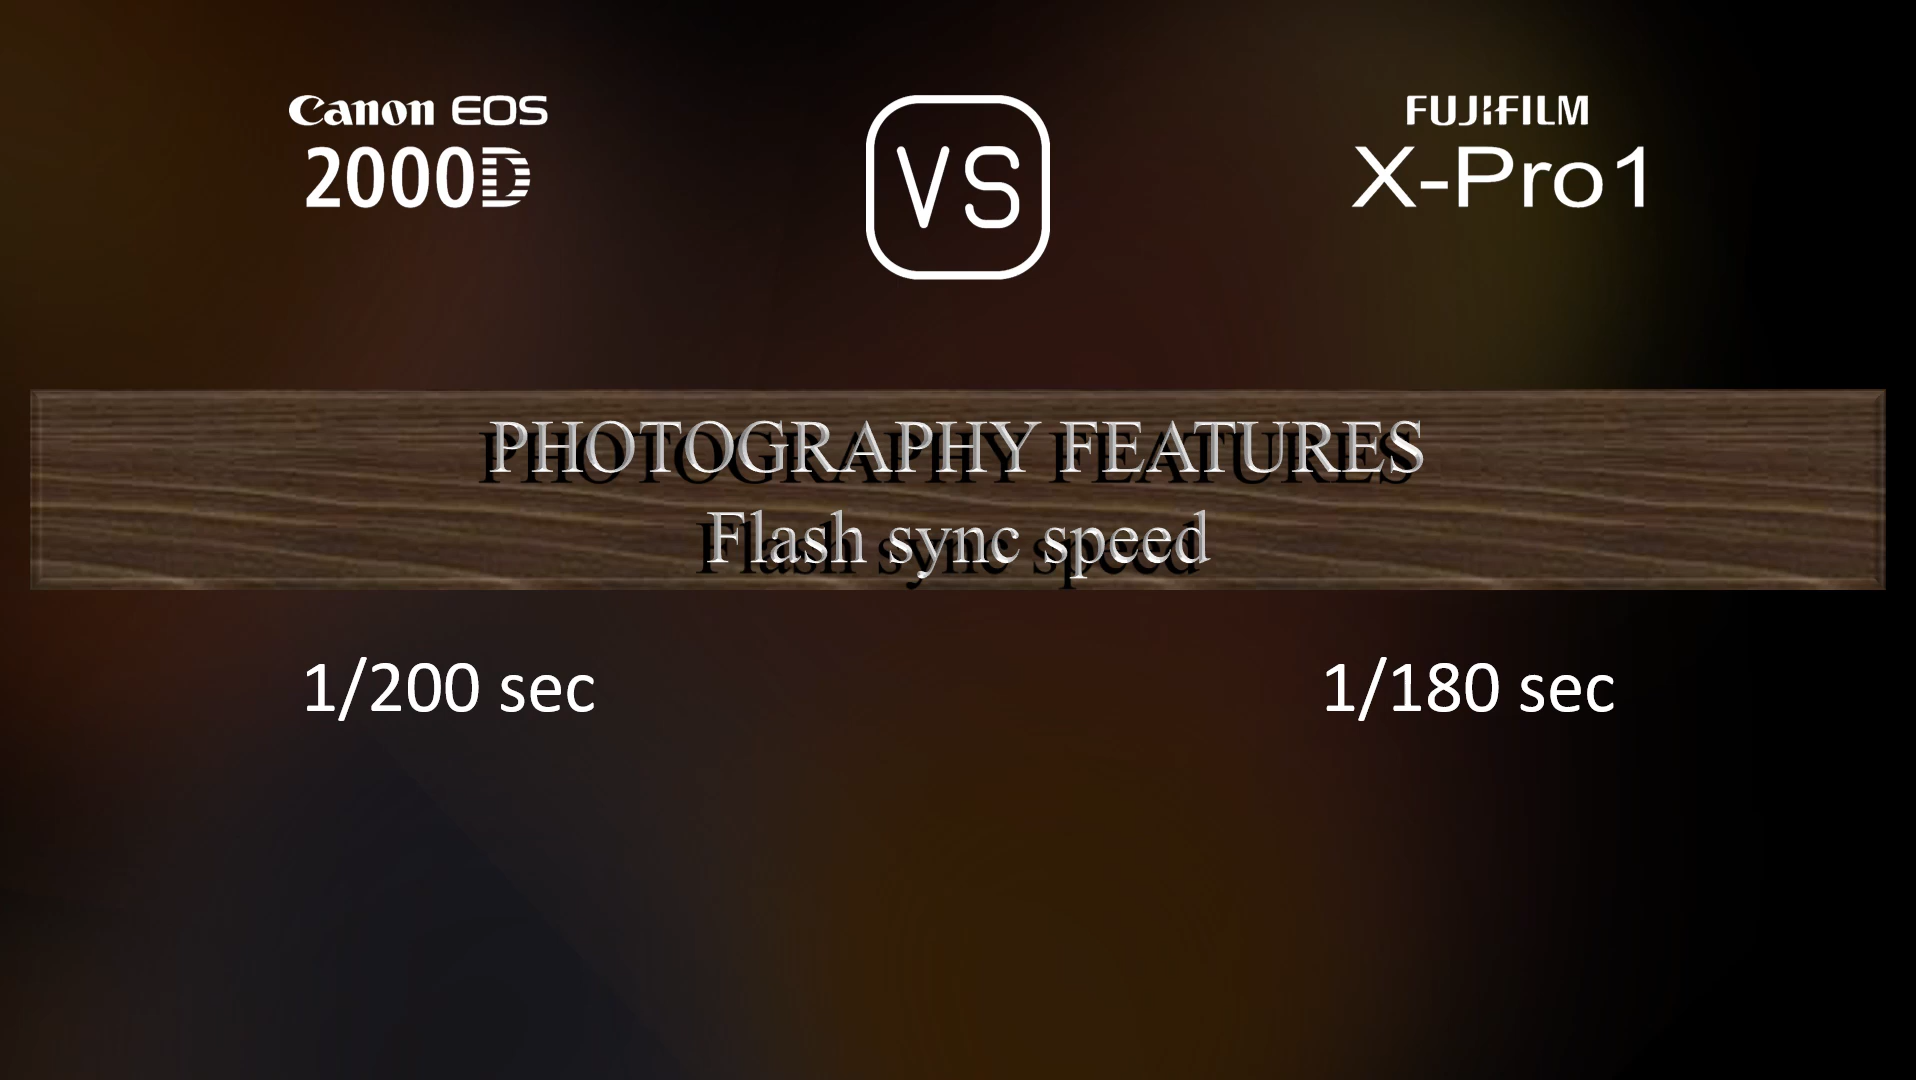 Canon EOS
2000D
VS
FUJIFILM
X-Pro1
PHOTOGRAPHY FEATURES
Flash sync speed
1/200 sec
1/180 sec